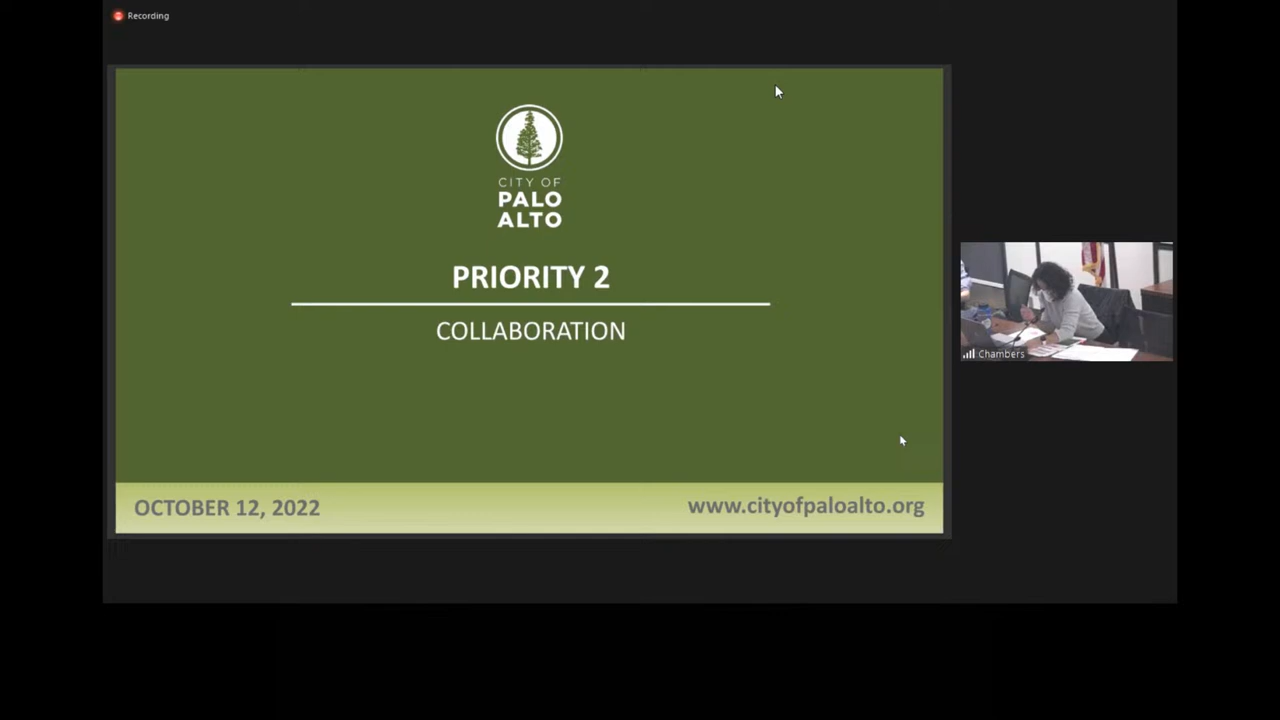 Recording
CITY OF
PALO
ALTO
PRIORITY 2
COLLABORATION
OCTOBER 12, 2022
www.cityofpaloalto.org
Chambers